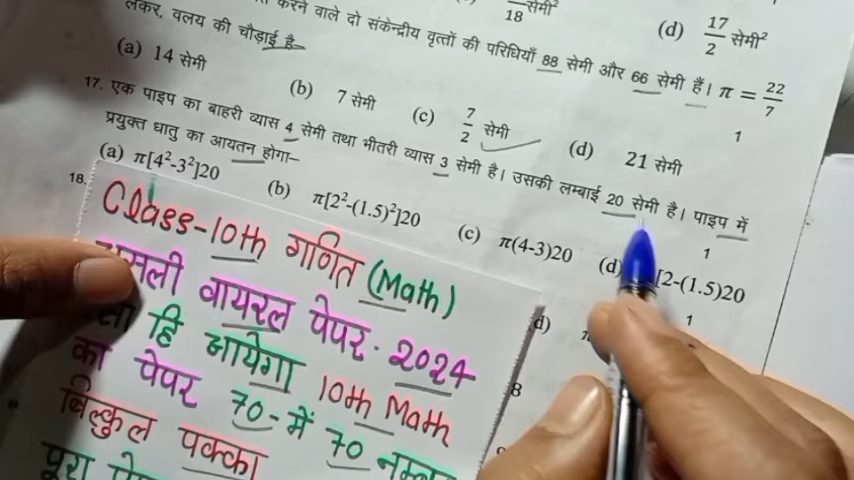 18 सेमी²
(d) 17/2 सेमी²
करने वाले दो संकेन्द्रीय वृत्तों की परिधियाँ 88 सेमी और 66 सेमी हैं। π = 22/7
लेकर, वलय की चौड़ाई है- 1
(a) 14 सेमी (b) 7 सेमी (c) 7/2 सेमी (d) 21 सेमी
17. एक पाइप का बाहरी व्यास 4 सेमी तथा भीतरी व्यास 3 सेमी है। उसकी लम्बाई 20 सेमी है। पाइप में
प्रयुक्त धातु का आयतन होगा– 1
(a) π[4²-3²]20 (b) π[2²-(1.5)²]20 (c) π(4-3)20 (d) [2-(1.5)20
18. 1
d)
8
Class-10th गणित (Math)
वायरल पेपर. 2024
हि आयेगा 10th Math
का पेपर 70-में 70 नम्ब
बिल्कुल पक्का
पूरा